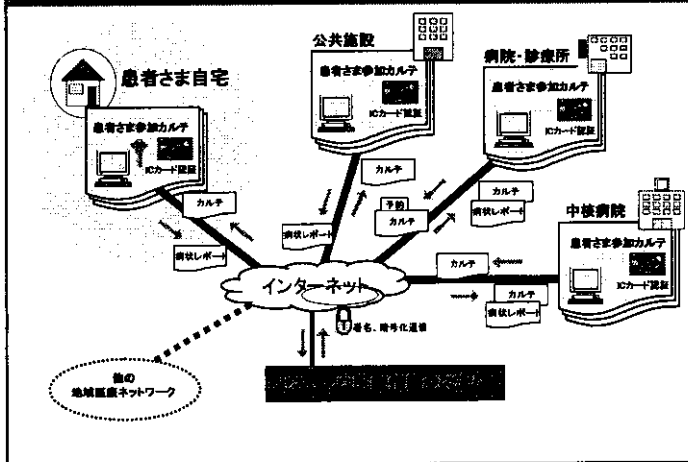 公共施設
患者さま参加カルテ
ICカード認証
病院・診療所
患者さま参加カルテ
ICカード認証
患者さま自宅
患者さま参加カルテ
ICカード認証
中核病院
患者さま参加カルテ
ICカード認証
カルテ
病状レポート
カルテ
病状レポート
予約
カルテ
カルテ
病状レポート
カルテ
カルテ
病状レポート
インターネット
署名、暗号化通信
他の
地域医療ネットワーク